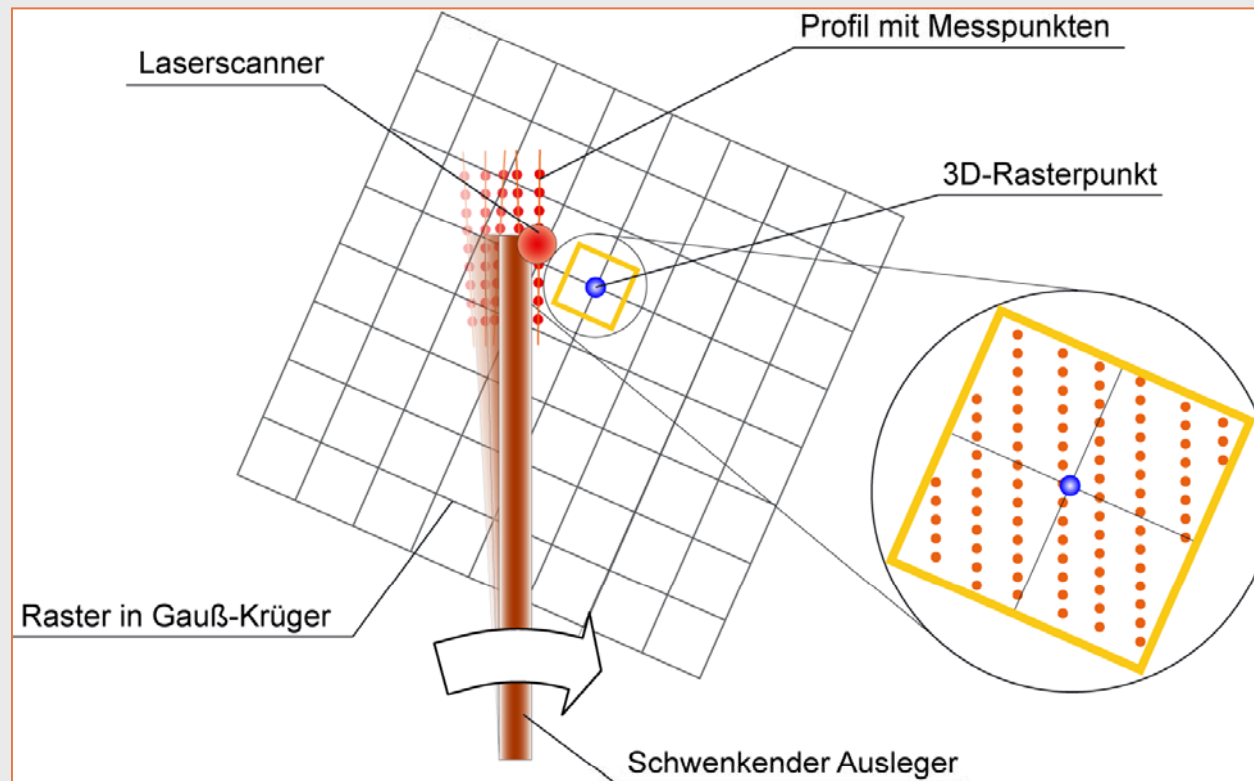 Profil mit Messpunkten
Laserscanner
3D-Rasterpunkt
Raster in Gauß-Krüger
Schwenkender Ausleger